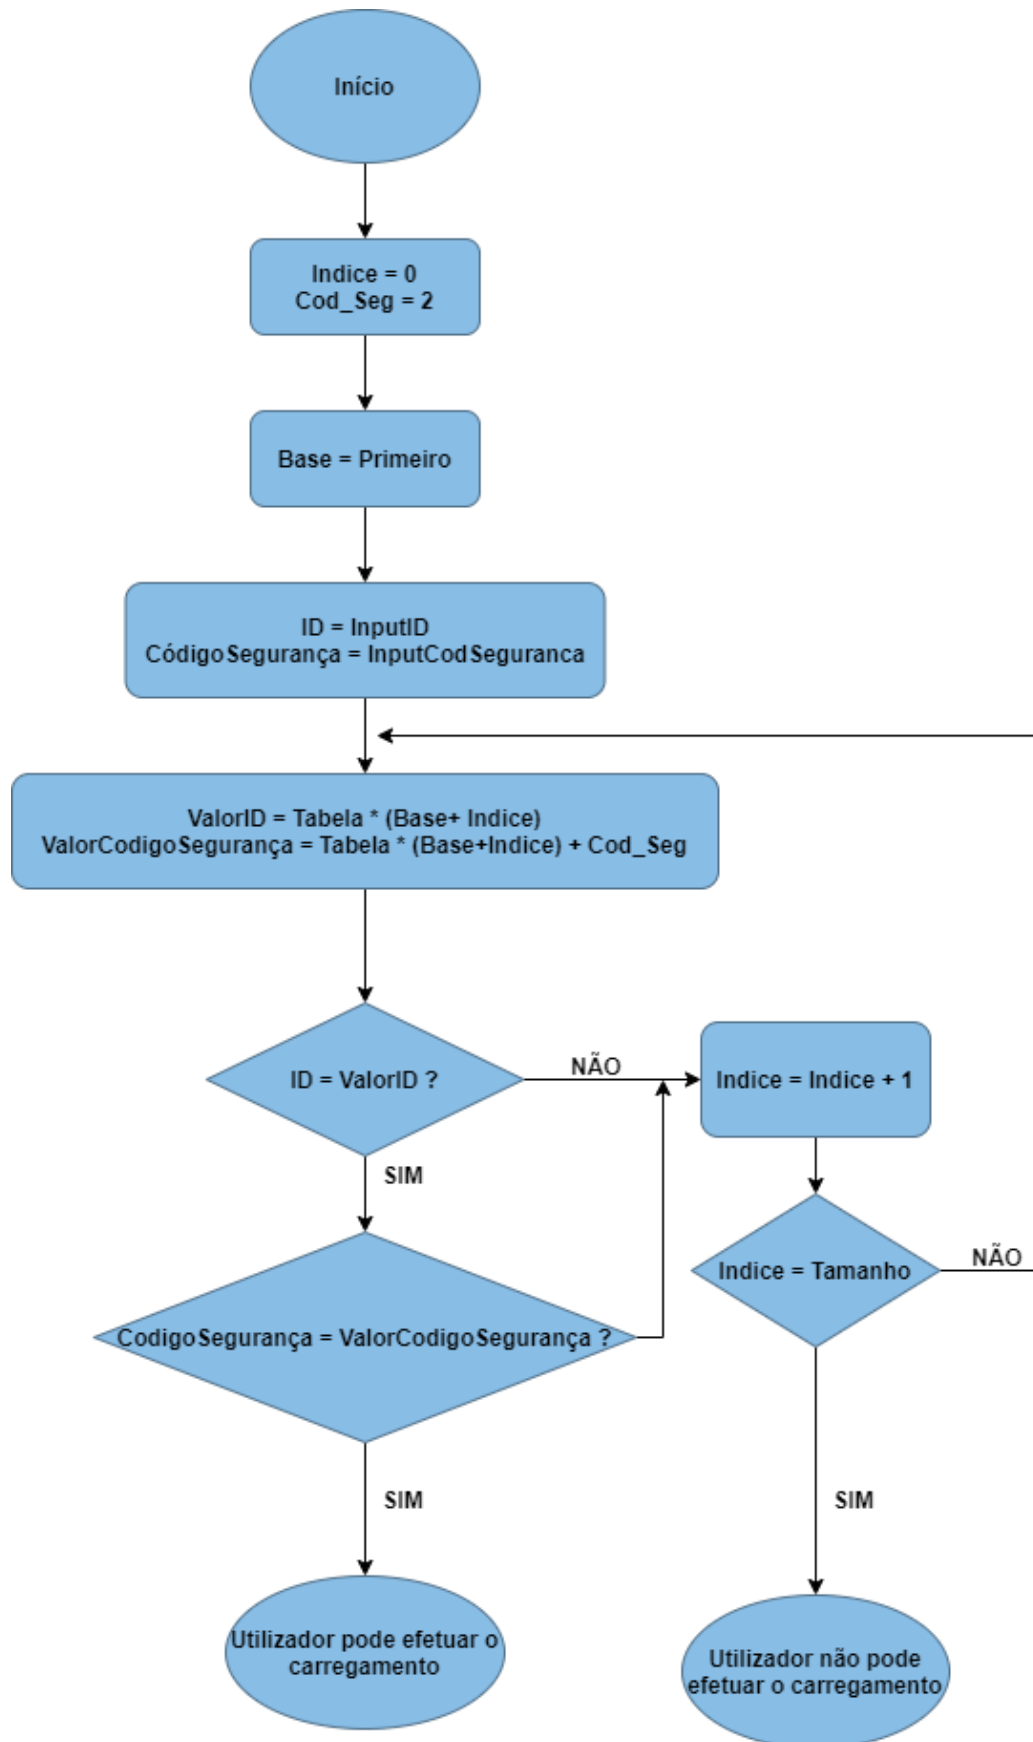 Início
Indice = 0
Cod_Seg = 2
Base = Primeiro
ID = InputID
CódigoSegurança = InputCodSeguranca
ValorID = Tabela * (Base+ Indice)
ValorCodigoSegurança = Tabela * (Base+Indice) + Cod_Seg
ID = ValorID ?
NÃO
Indice = Indice + 1
SIM
Indice = Tamanho
NÃO
CodigoSegurança = ValorCodigoSegurança ?
SIM
SIM
Utilizador pode efetuar o
carregamento
Utilizador não pode
efetuar o carregamento